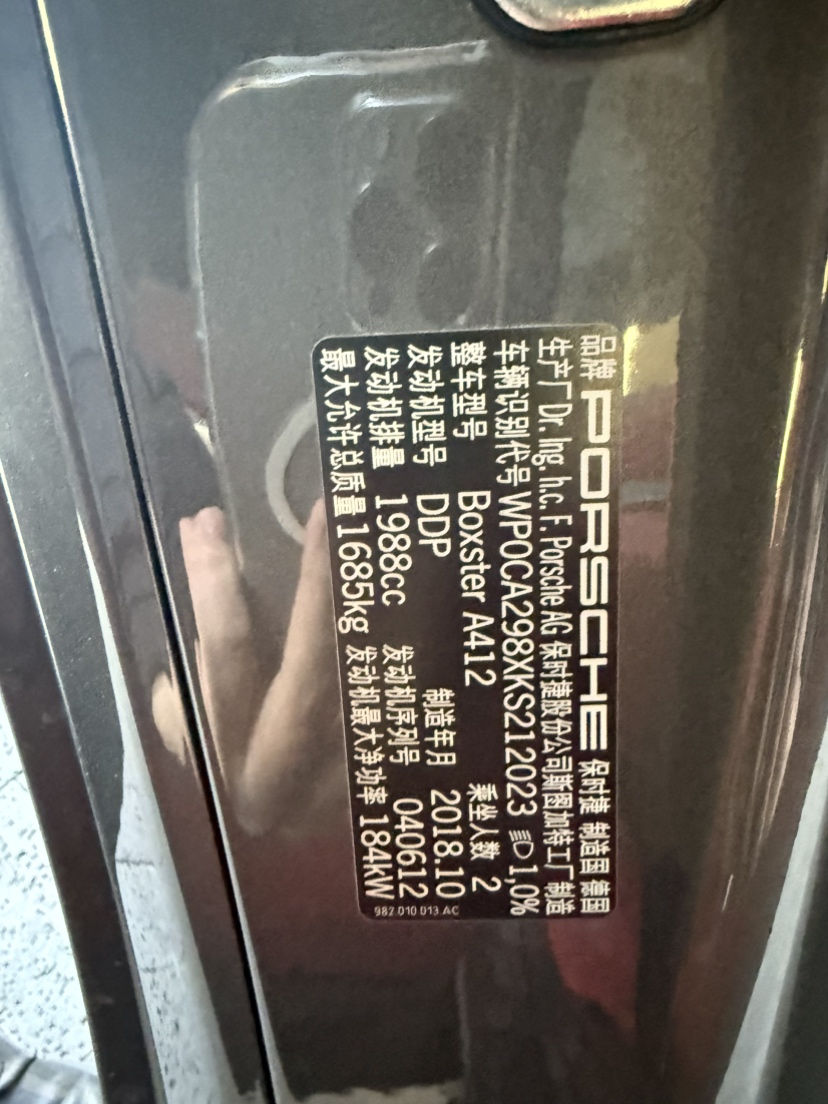 品牌 PORSCHE 保时捷 制造国 德国
生产厂 Dr. Ing. h.c. F. Porsche AG 保时捷股份公司斯图加特工厂 制造
车辆识别代号 WP0CA298XKS212023 1,0%
整车型号 Boxster A412 乘坐人数 2
发动机型号 DDP 制造年月 2018.10
发动机排量 1988cc 发动机序列号 040612
最大允许总质量 1685kg 发动机最大净功率 184kW
982.010.013.AC